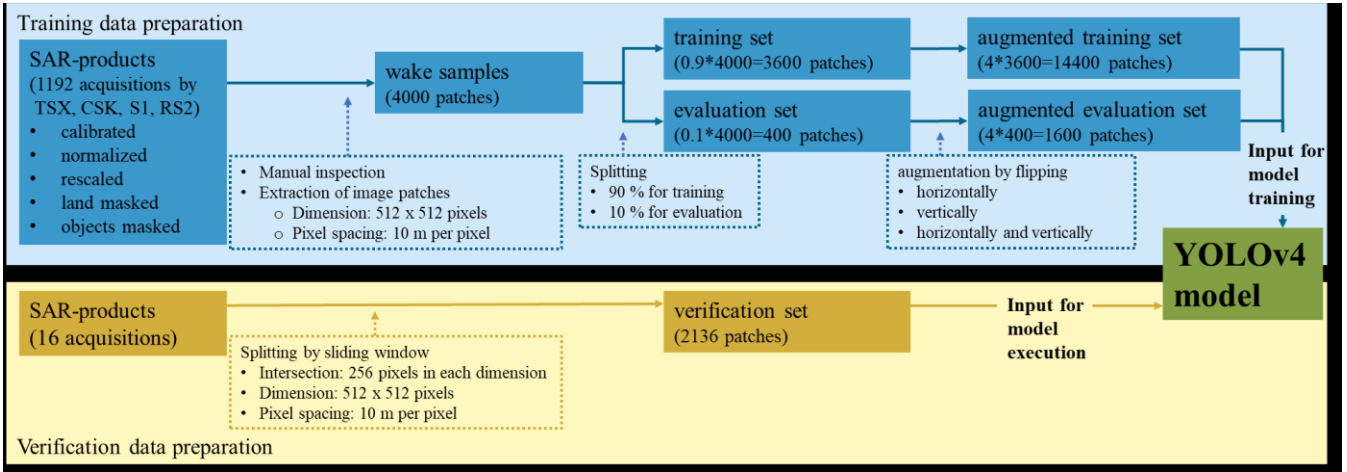 Training data preparation
SAR-products
(1192 acquisitions by
TSX, CSK, S1, RS2)
• calibrated
• normalized
• rescaled
• land masked
• objects masked
• Manual inspection
• Extraction of image patches
o Dimension: 512 x 512 pixels
o Pixel spacing: 10 m per pixel
wake samples
(4000 patches)
Splitting
• 90 % for training
• 10 % for evaluation
training set
(0.9*4000=3600 patches)
evaluation set
(0.1*4000=400 patches)
augmentation by flipping
• horizontally
• vertically
• horizontally and vertically
augmented training set
(4*3600=14400 patches)
augmented evaluation set
(4*400=1600 patches)
Input for
model
training
YOLOv4
model
SAR-products
(16 acquisitions)
Splitting by sliding window
• Intersection: 256 pixels in each dimension
• Dimension: 512 x 512 pixels
• Pixel spacing: 10 m per pixel
verification set
(2136 patches)
Input for
model
execution
Verification data preparation